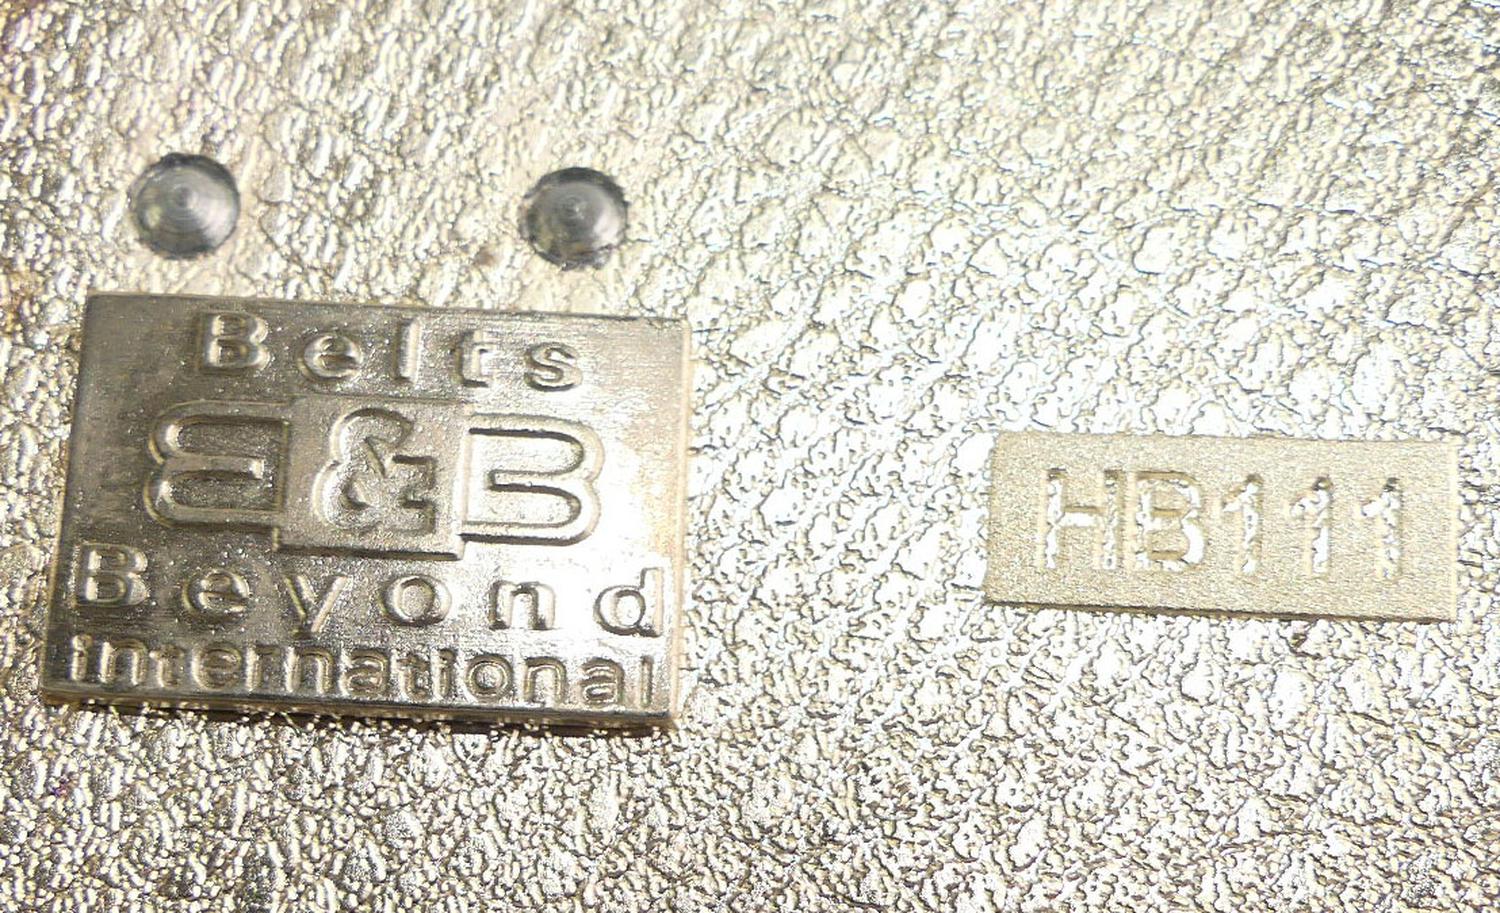 Belts
B&B
Beyond
international
HB111